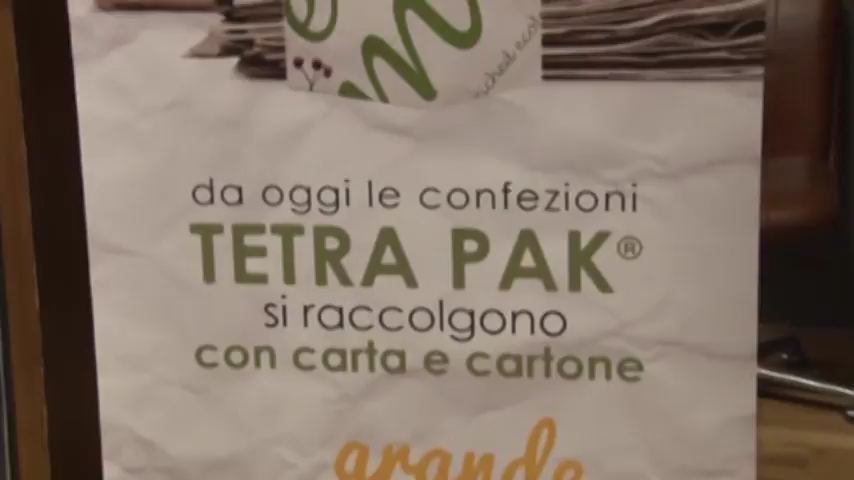 da oggi le confezioni
TETRA PAK®
si raccolgono
con carta e cartone
grande